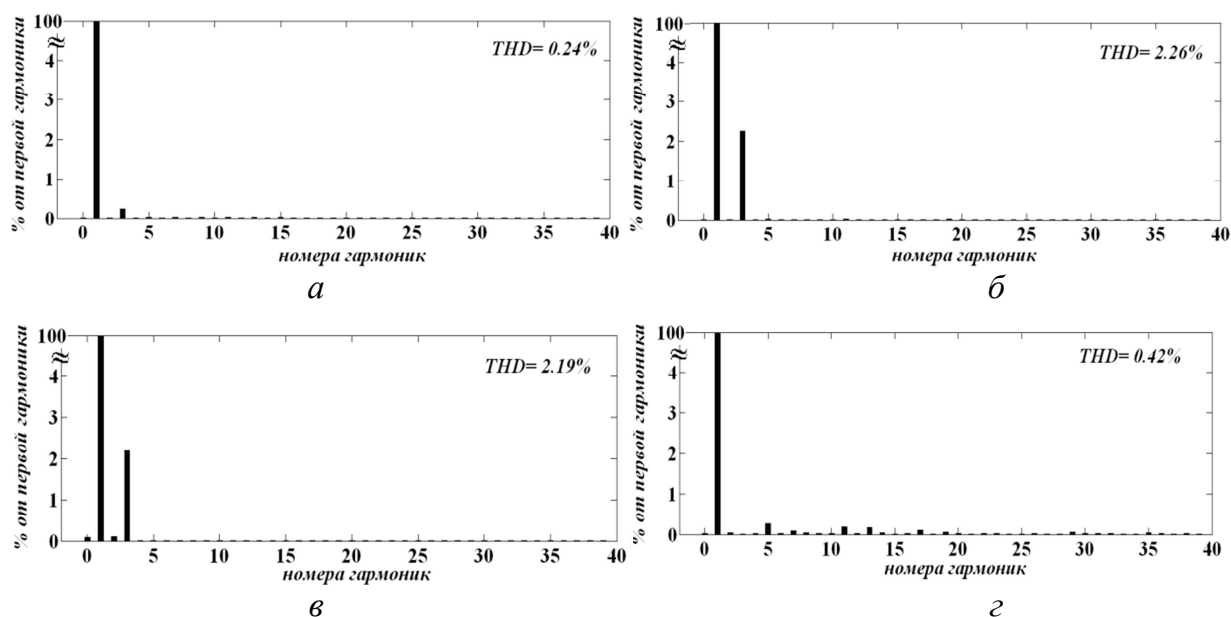 % от первой гармоники
100
4
3
2
1
0
THD= 0.24%
0 5 10 15 20 25 30 35 40
номера гармоник
а
% от первой гармоники
100
4
3
2
1
0
THD= 2.26%
0 5 10 15 20 25 30 35 40
номера гармоник
б
% от первой гармоники
100
4
3
2
1
0
THD= 2.19%
0 5 10 15 20 25 30 35 40
номера гармоник
в
% от первой гармоники
100
4
3
2
1
0
THD= 0.42%
0 5 10 15 20 25 30 35 40
номера гармоник
г